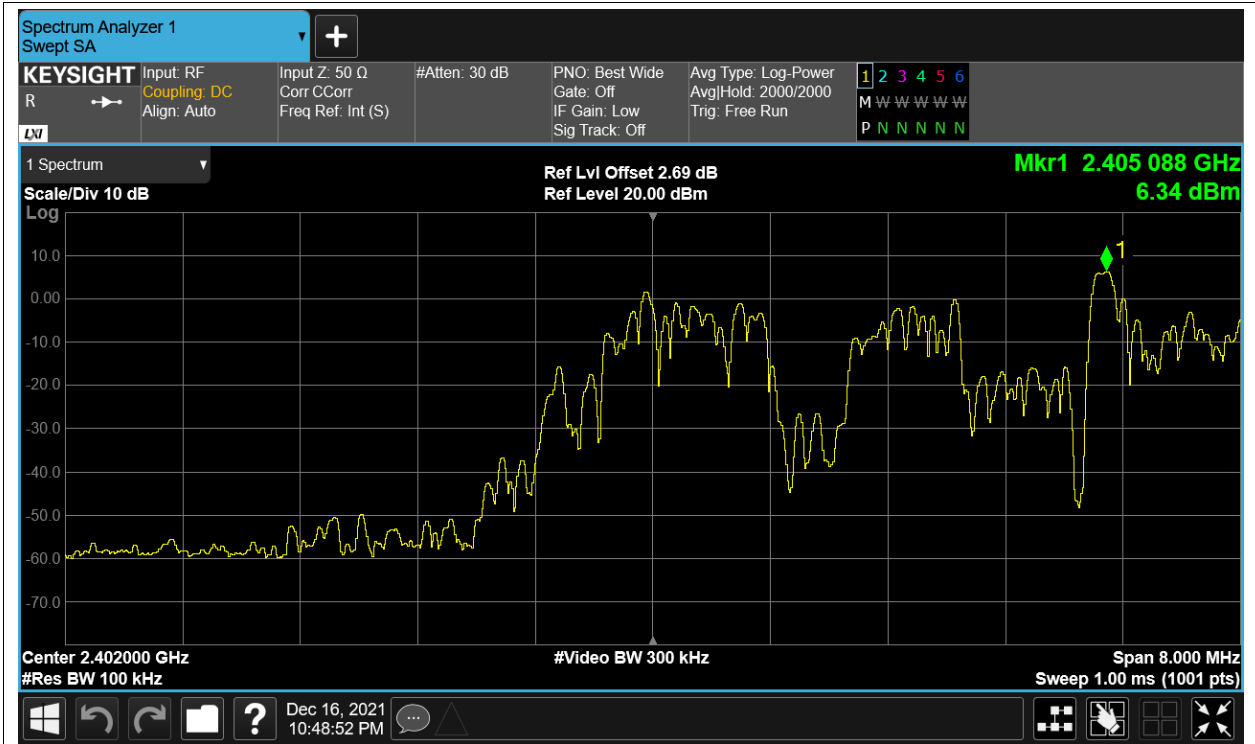 Spectrum Analyzer 1
Swept SA
KEYSIGHT
R
LXI
Input: RF
Coupling: DC
Align: Auto
Input Z: 50 Ω
Corr CCorr
Freq Ref: Int (S)
#Atten: 30 dB
PNO: Best Wide
Gate: Off
IF Gain: Low
Sig Track: Off
Avg Type: Log-Power
Avg|Hold: 2000/2000
Trig: Free Run
1 2 3 4 5 6
M W W W W W W
P N N N N N
1 Spectrum
Scale/Div 10 dB
Log
Ref Lvl Offset 2.69 dB
Ref Level 20.00 dBm
Mkr1 2.405 088 GHz
6.34 dBm
1
10.0
0.00
-10.0
-20.0
-30.0
-40.0
-50.0
-60.0
-70.0
Center 2.402000 GHz
#Res BW 100 kHz
#Video BW 300 kHz
Span 8.000 MHz
Sweep 1.00 ms (1001 pts)
?
Dec 16, 2021
10:48:52 PM